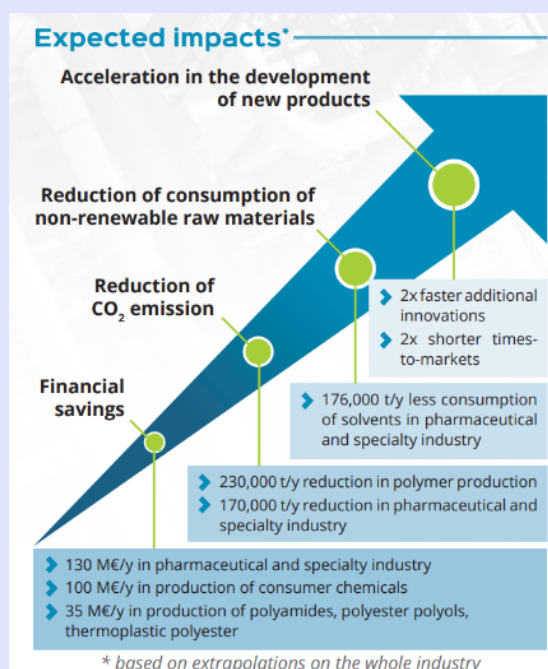 Expected impacts*
Acceleration in the development
of new products
Reduction of consumption of
non-renewable raw materials
Reduction of
CO₂ emission
Financial
savings
2x faster additional
innovations
2x shorter times-
to-markets
176,000 t/y less consumption
of solvents in pharmaceutical
and specialty industry
230,000 t/y reduction in polymer production
170,000 t/y reduction in pharmaceutical and
specialty industry
130 M€/y in pharmaceutical and specialty industry
100 M€/y in production of consumer chemicals
35 M€/y in production of polyamides, polyester polyols,
thermoplastic polyester
* based on extrapolations on the whole industry